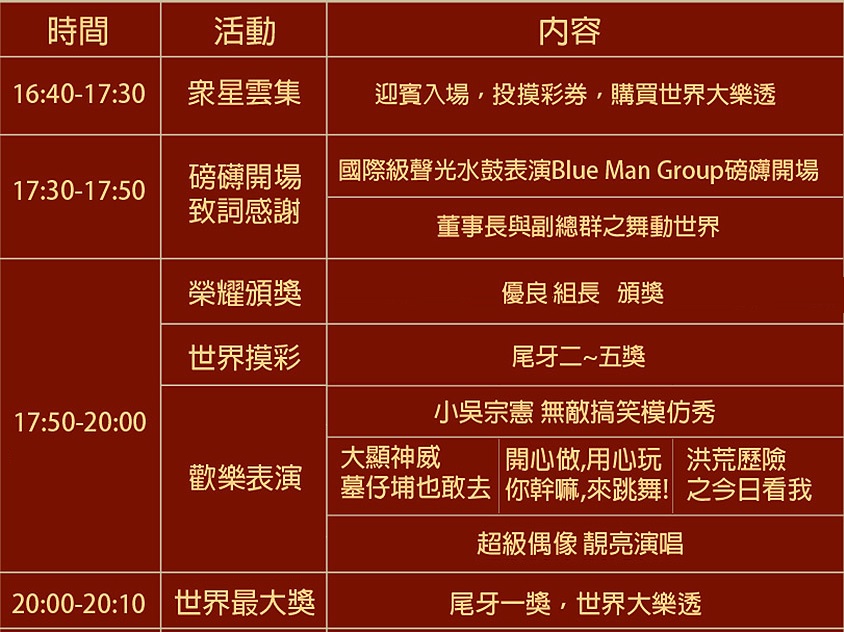 時間 活動 內容
16:40-17:30 眾星雲集 迎賓入場，投摸彩券，購買世界大樂透
17:30-17:50 磅礡開場
致詞感謝
國際級聲光水鼓表演Blue Man Group磅礡開場
董事長與副總群之舞動世界
17:50-20:00
榮耀頒獎 優良 組長 頒獎
世界摸彩 尾牙二~五獎
歡樂表演
小吳宗憲 無敵搞笑模仿秀
大顯神威
墓仔埔也敢去
開心做,用心玩
你幹嘛,來跳舞!
洪荒歷險
之今日看我
超級偶像 靚亮演唱
20:00-20:10 世界最大獎 尾牙一獎，世界大樂透